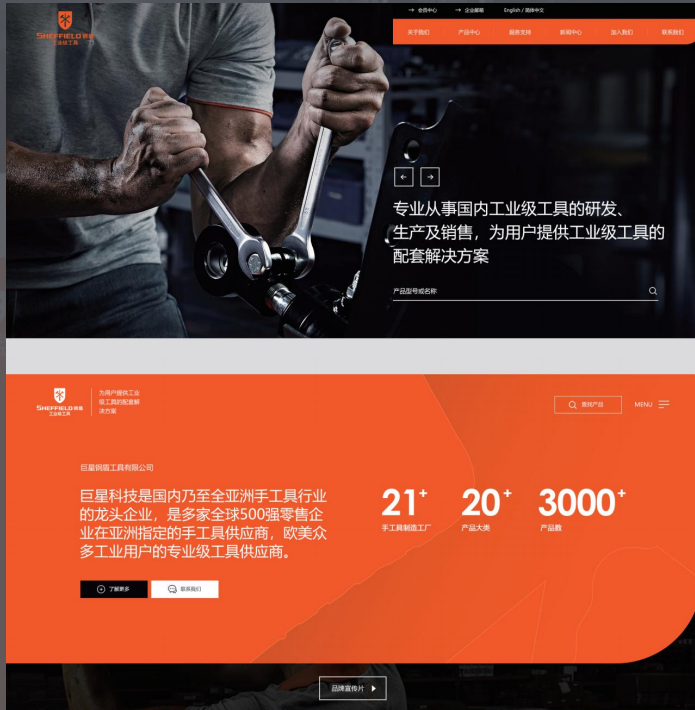 → 会员中心 → 企业邮箱 English / 简体中文
SHEFFIELD 钢盾
工业级工具
关于我们 产品中心 服务支持 新闻中心 加入我们 联系我们
← →
专业从事国内工业级工具的研发、
生产及销售，为用户提供工业级工具的
配套解决方案
产品型号或名称
SHEFFIELD 钢盾
工业级工具
为用户提供工业
级工具的配套解
决方案
查找产品 MENU
巨星钢盾工具有限公司
巨星科技是国内乃至全亚洲手工具行业
的龙头企业，是多家全球500强零售企
业在亚洲指定的手工具供应商，欧美众
多工业用户的专业级工具供应商。
21+ 20+ 3000+
手工具制造工厂 产品大类 产品数
了解更多 联系我们
品牌宣传片